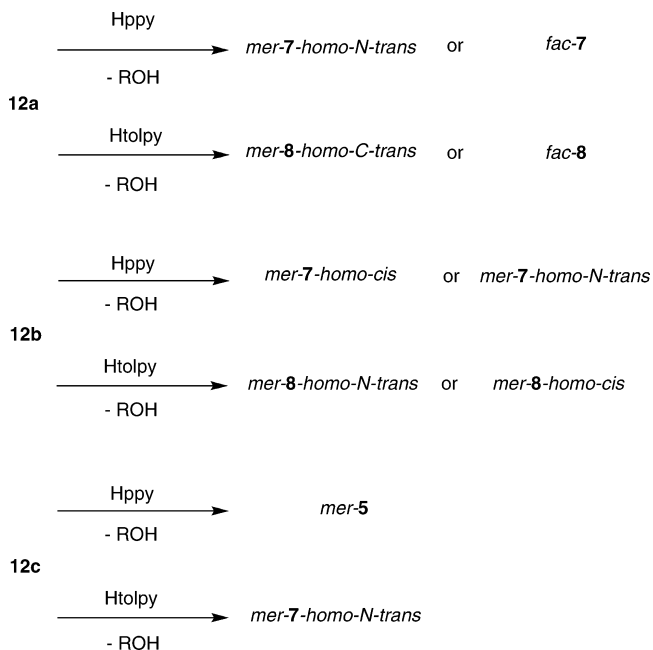 Hppy
mer-7-homo-N-trans or fac-7
- ROH
12a
Htolpy
mer-8-homo-C-trans or fac-8
- ROH
Hppy
mer-7-homo-cis or mer-7-homo-N-trans
- ROH
12b
Htolpy
mer-8-homo-N-trans or mer-8-homo-cis
- ROH
Hppy
mer-5
- ROH
12c
Htolpy
mer-7-homo-N-trans
- ROH